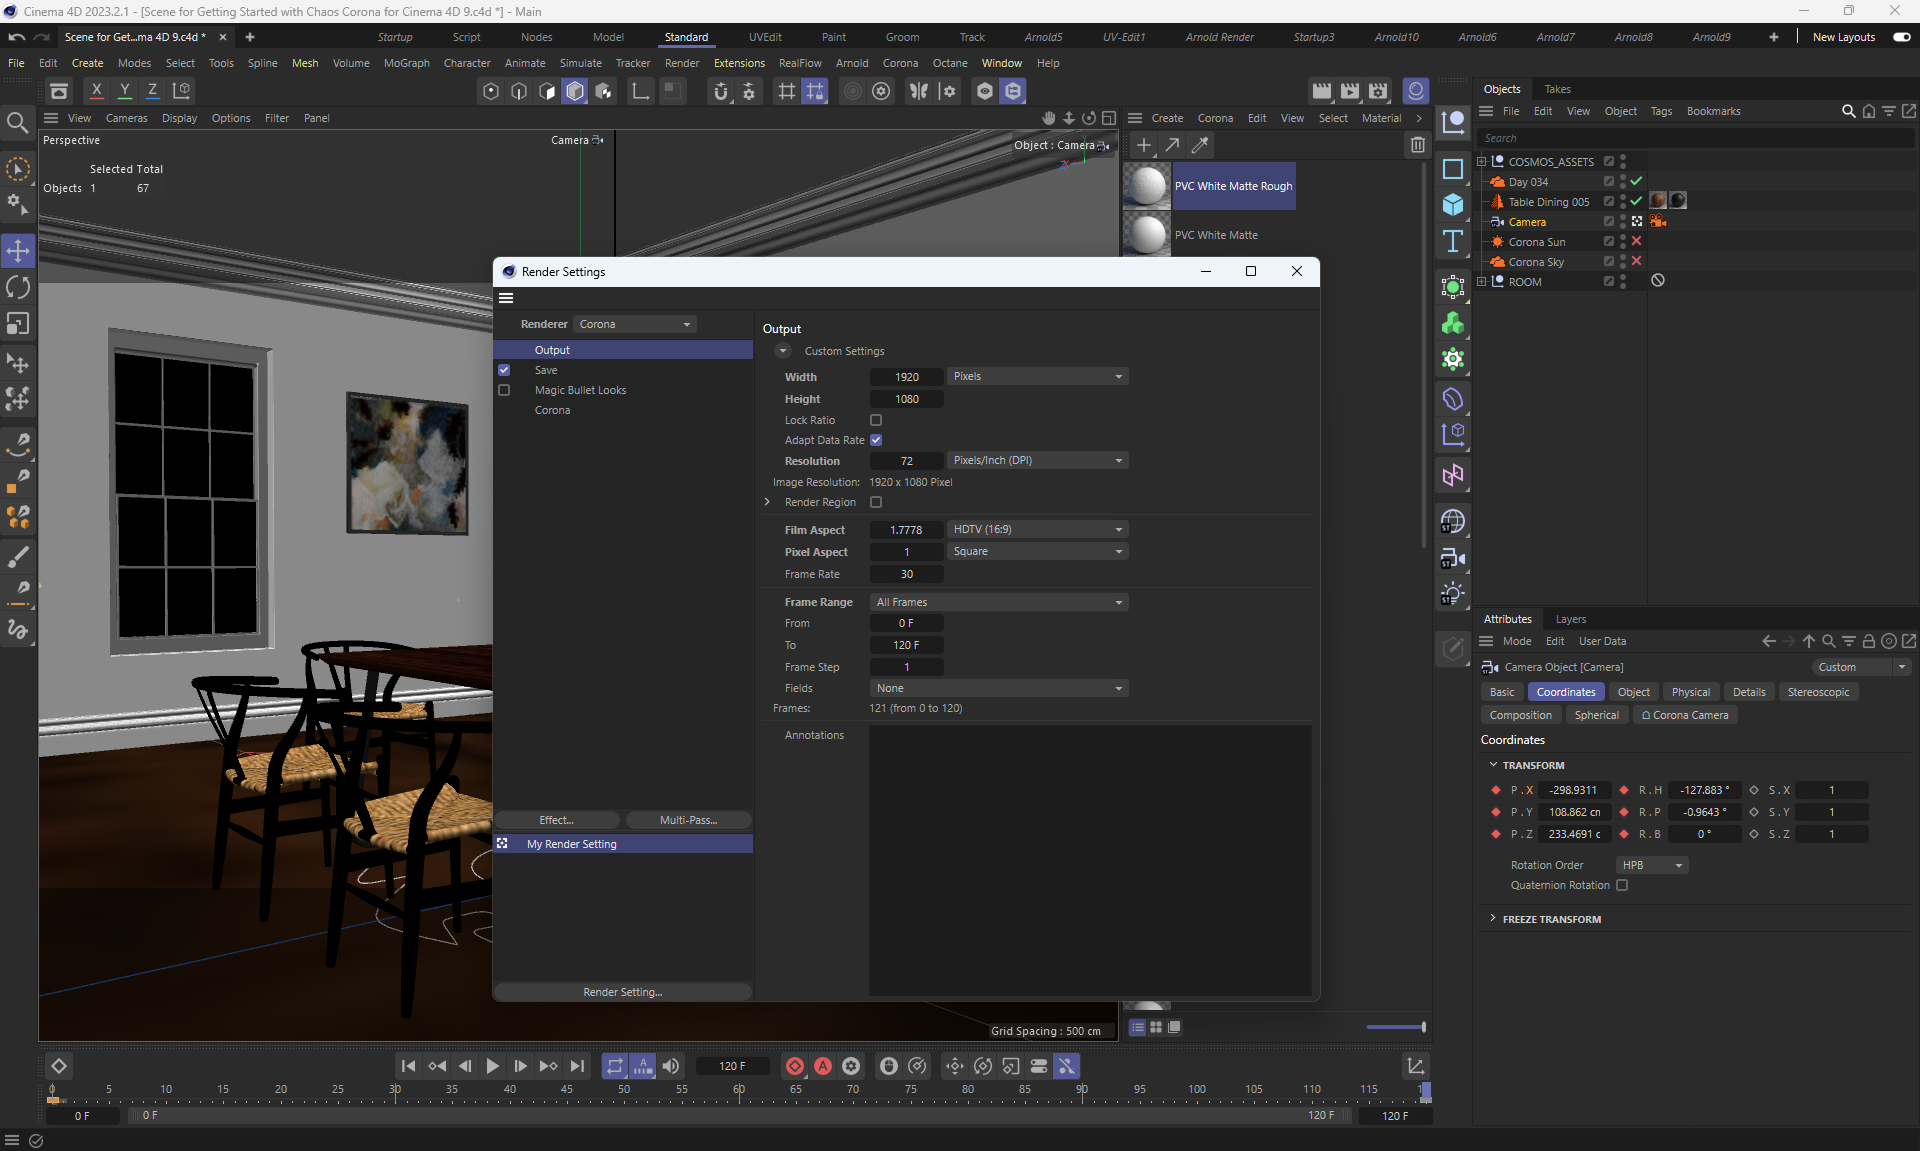 Cinema 4D 2023.2.1 - [Scene for Getting Started with Chaos Corona for Cinema 4D 9.c4d *] - Main
Scene for Get...ma 4D 9.c4d *
Startup Script Nodes Model Standard UVEdit Paint Groom Track Arnold5 UV-Edit1 Arnold Render Startup3 Arnold10 Arnold6 Arnold7 Arnold8 Arnold9 New Layouts
File Edit Create Modes Select Tools Spline Mesh Volume MoGraph Character Animate Simulate Tracker Render Extensions RealFlow Arnold Corona Octane Window Help
X Y Z
View Cameras Display Options Filter Panel
Perspective
Camera
Object : Camera
Selected Total
Objects 1 67
Create Corona Edit View Select Material
PVC White Matte Rough
PVC White Matte
Objects Takes
File Edit View Object Tags Bookmarks
Search
COSMOS_ASSETS
Day 034
Table Dining 005
Camera
Corona Sun
Corona Sky
ROOM
Render Settings
Renderer Corona
Output
Save
Magic Bullet Looks
Corona
Effect...
Multi-Pass...
My Render Setting
Render Setting...
Output
Custom Settings
Width 1920 Pixels
Height 1080
Lock Ratio
Adapt Data Rate
Resolution 72 Pixels/Inch (DPI)
Image Resolution: 1920 x 1080 Pixel
Render Region
Film Aspect 1.7778 HDTV (16:9)
Pixel Aspect 1 Square
Frame Rate 30
Frame Range All Frames
From 0 F
To 120 F
Frame Step 1
Fields None
Frames: 121 (from 0 to 120)
Annotations
Grid Spacing : 500 cm
ST
ST
ST
Attributes Layers
Mode Edit User Data
Camera Object [Camera]
Custom
Basic Coordinates Object Physical Details Stereoscopic
Composition Spherical Corona Camera
Coordinates
TRANSFORM
P . X -298.9311 R . H -127.883 ° S . X 1
P . Y 108.862 cn R . P -0.9643 ° S . Y 1
P . Z 233.4691 c R . B 0 ° S . Z 1
Rotation Order HPB
Quaternion Rotation
FREEZE TRANSFORM
120 F
0 5 10 15 20 25 30 35 40 45 50 55 60 65 70 75 80 85 90 95 100 105 110 115
0 F 0 F 120 F 120 F